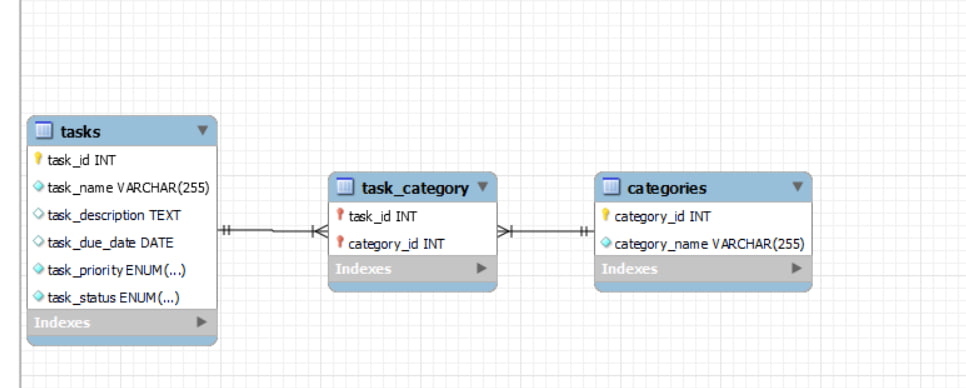 tasks
task_id INT
task_name VARCHAR(255)
task_description TEXT
task_due_date DATE
task_priority ENUM(...)
task_status ENUM(...)
Indexes
task_category
task_id INT
category_id INT
Indexes
categories
category_id INT
category_name VARCHAR(255)
Indexes